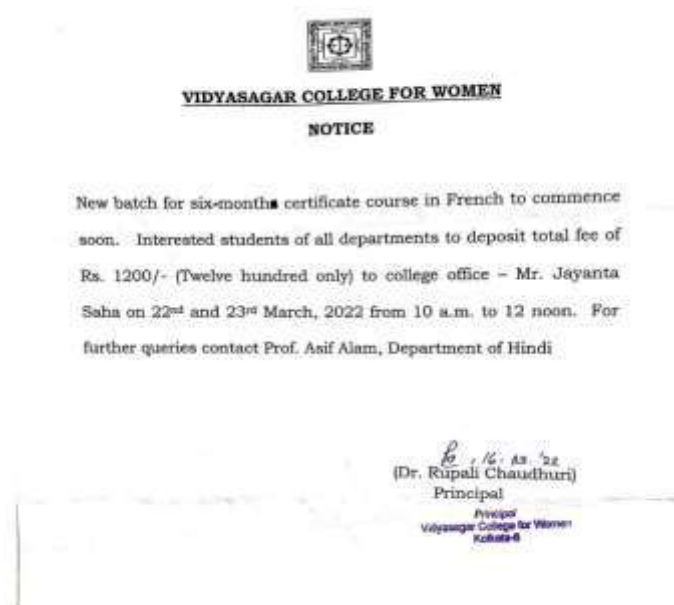 VIDYASAGAR COLLEGE FOR WOMEN
NOTICE
New batch for six-months certificate course in French to commence
soon. Interested students of all departments to deposit total fee of
Rs. 1200/- (Twelve hundred only) to college office – Mr. Jayanta
Saha on 22nd and 23rd March, 2022 from 10 a.m. to 12 noon. For
further queries contact Prof. Asif Alam, Department of Hindi
16.03.'22
(Dr. Rupali Chaudhuri)
Principal
Principal
Vidyasagar College for Women
Kolkata-6